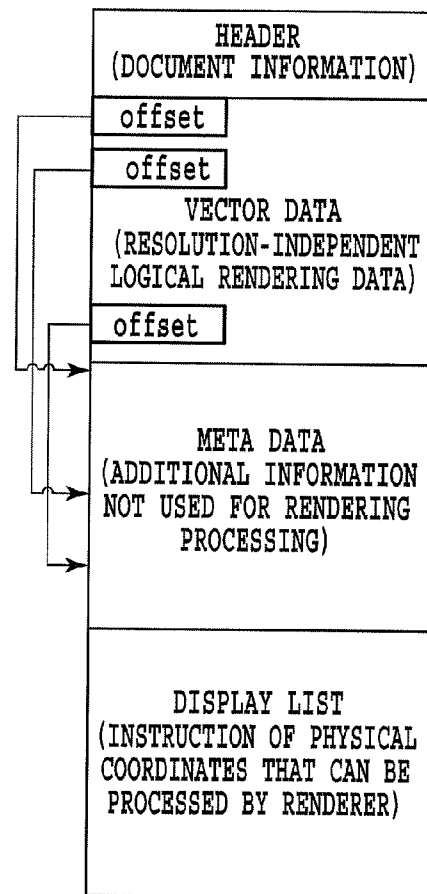 HEADER
(DOCUMENT INFORMATION)
offset
offset
VECTOR DATA
(RESOLUTION-INDEPENDENT
LOGICAL RENDERING DATA)
offset
META DATA
(ADDITIONAL INFORMATION
NOT USED FOR RENDERING
PROCESSING)
DISPLAY LIST
(INSTRUCTION OF PHYSICAL
COORDINATES THAT CAN BE
PROCESSED BY RENDERER)